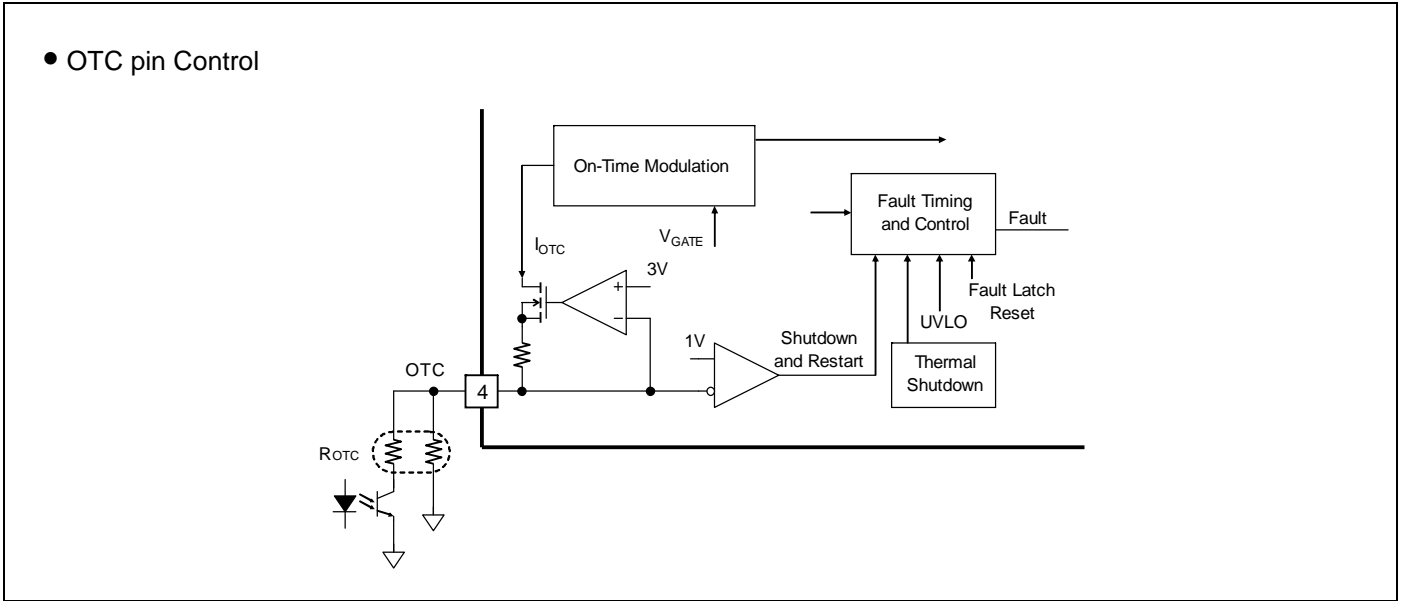 ● OTC pin Control
On-Time Modulation
Fault Timing
and Control
Fault
IOTC
VGATE
3V
Fault Latch
Reset
UVLO
1V
Shutdown
and Restart
Thermal
Shutdown
OTC
4
+
−
ROTC